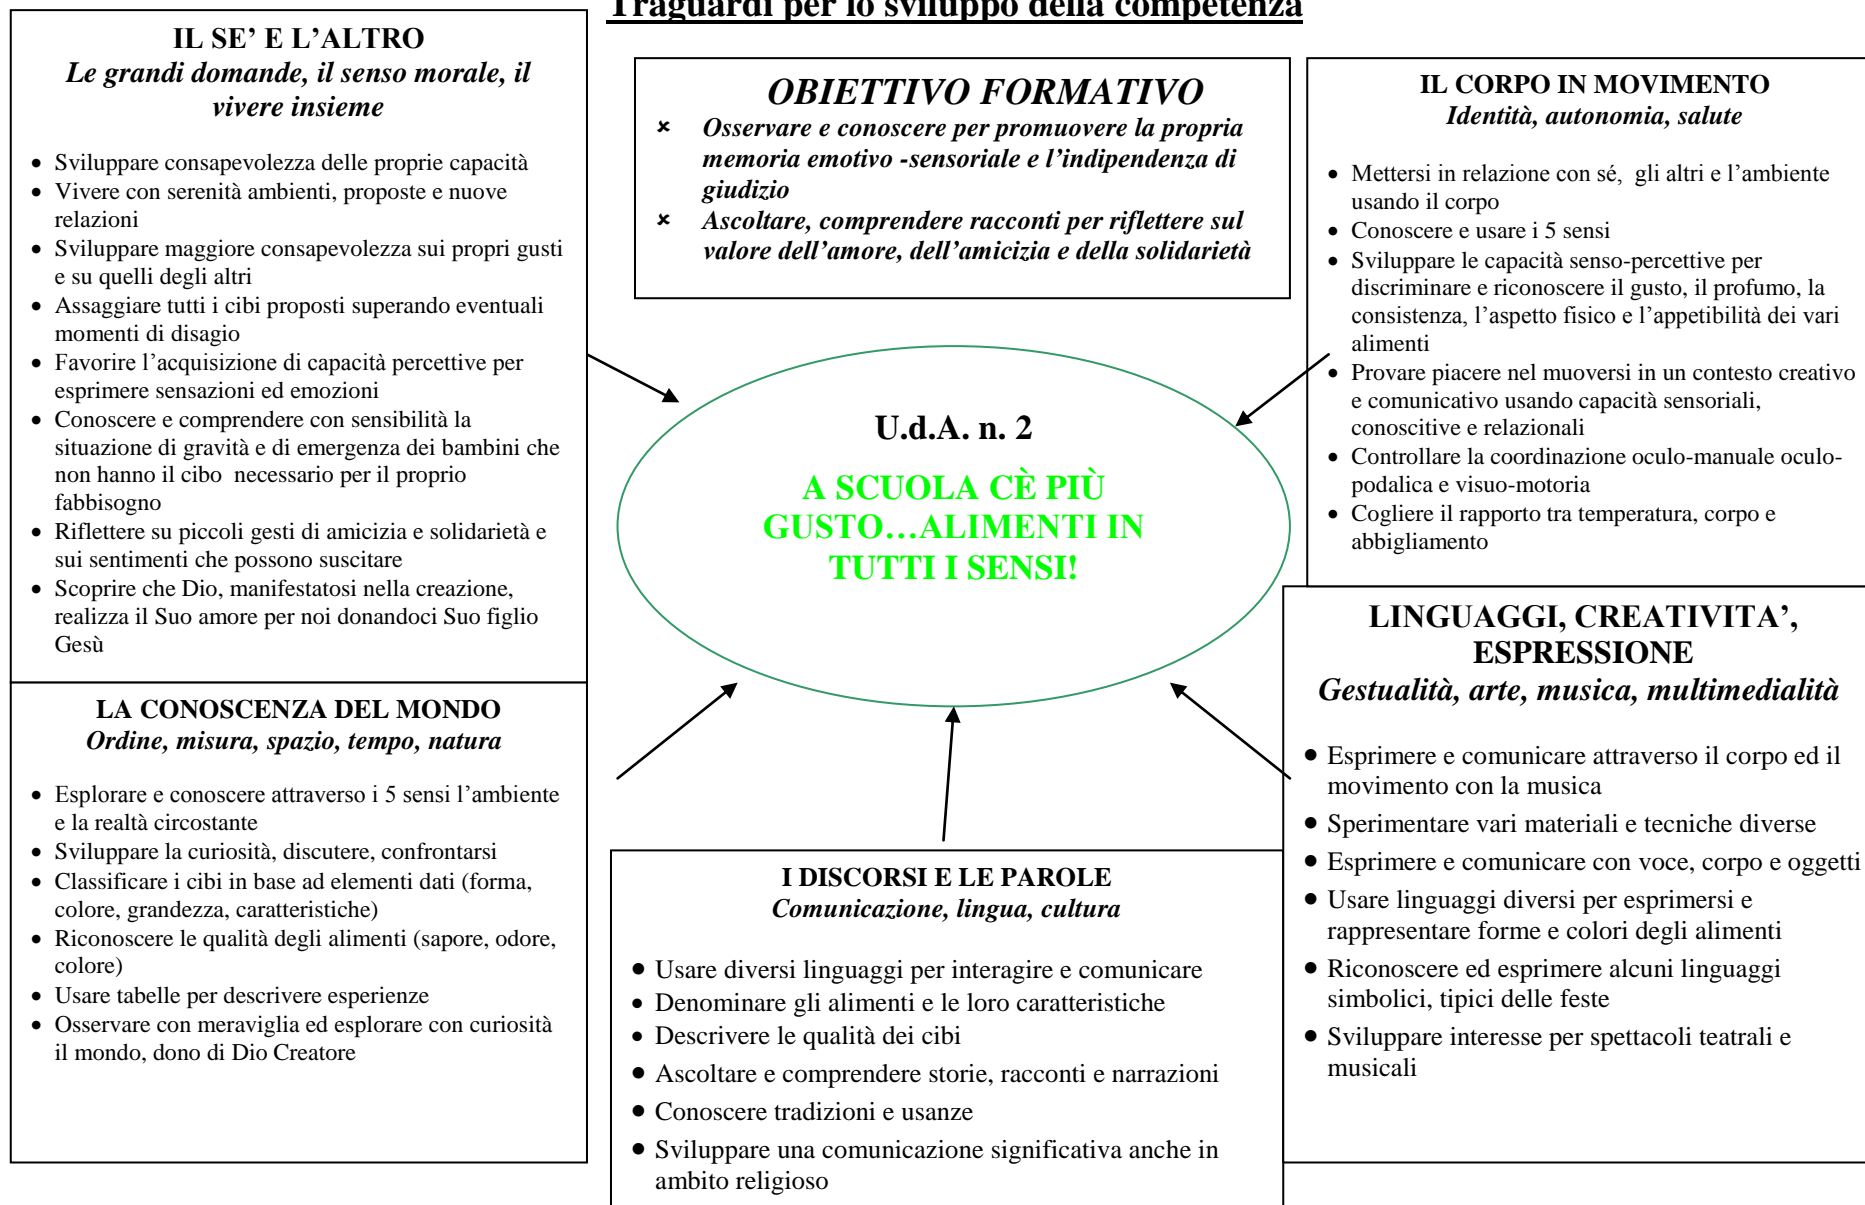 Traguardi per lo sviluppo della competenza
IL SE’ E L’ALTRO
Le grandi domande, il senso morale, il
vivere insieme
• Sviluppare consapevolezza delle proprie capacità
• Vivere con serenità ambienti, proposte e nuove
relazioni
• Sviluppare maggiore consapevolezza sui propri gusti
e su quelli degli altri
• Assaggiare tutti i cibi proposti superando eventuali
momenti di disagio
• Favorire l’acquisizione di capacità percettive per
esprimere sensazioni ed emozioni
• Conoscere e comprendere con sensibilità la
situazione di gravità e di emergenza dei bambini che
non hanno il cibo necessario per il proprio
fabbisogno
• Riflettere su piccoli gesti di amicizia e solidarietà e
sui sentimenti che possono suscitare
• Scoprire che Dio, manifestatosi nella creazione,
realizza il Suo amore per noi donandoci Suo figlio
Gesù
OBIETTIVO FORMATIVO
× Osservare e conoscere per promuovere la propria
memoria emotivo -sensoriale e l’indipendenza di
giudizio
× Ascoltare, comprendere racconti per riflettere sul
valore dell’amore, dell’amicizia e della solidarietà
IL CORPO IN MOVIMENTO
Identità, autonomia, salute
• Mettersi in relazione con sé, gli altri e l’ambiente
usando il corpo
• Conoscere e usare i 5 sensi
• Sviluppare le capacità senso-percettive per
discriminare e riconoscere il gusto, il profumo, la
consistenza, l’aspetto fisico e l’appetibilità dei vari
alimenti
• Provare piacere nel muoversi in un contesto creativo
e comunicativo usando capacità sensoriali,
conoscitive e relazionali
• Controllare la coordinazione oculo-manuale oculo-
podalica e visuo-motoria
• Cogliere il rapporto tra temperatura, corpo e
abbigliamento
U.d.A. n. 2
A SCUOLA CÈ PIÙ
GUSTO…ALIMENTI IN
TUTTI I SENSI!
LA CONOSCENZA DEL MONDO
Ordine, misura, spazio, tempo, natura
• Esplorare e conoscere attraverso i 5 sensi l’ambiente
e la realtà circostante
• Sviluppare la curiosità, discutere, confrontarsi
• Classificare i cibi in base ad elementi dati (forma,
colore, grandezza, caratteristiche)
• Riconoscere le qualità degli alimenti (sapore, odore,
colore)
• Usare tabelle per descrivere esperienze
• Osservare con meraviglia ed esplorare con curiosità
il mondo, dono di Dio Creatore
I DISCORSI E LE PAROLE
Comunicazione, lingua, cultura
• Usare diversi linguaggi per interagire e comunicare
• Denominare gli alimenti e le loro caratteristiche
• Descrivere le qualità dei cibi
• Ascoltare e comprendere storie, racconti e narrazioni
• Conoscere tradizioni e usanze
• Sviluppare una comunicazione significativa anche in
ambito religioso
LINGUAGGI, CREATIVITA’,
ESPRESSIONE
Gestualità, arte, musica, multimedialità
• Esprimere e comunicare attraverso il corpo ed il
movimento con la musica
• Sperimentare vari materiali e tecniche diverse
• Esprimere e comunicare con voce, corpo e oggetti
• Usare linguaggi diversi per esprimersi e
rappresentare forme e colori degli alimenti
• Riconoscere ed esprimere alcuni linguaggi
simbolici, tipici delle feste
• Sviluppare interesse per spettacoli teatrali e
musicali